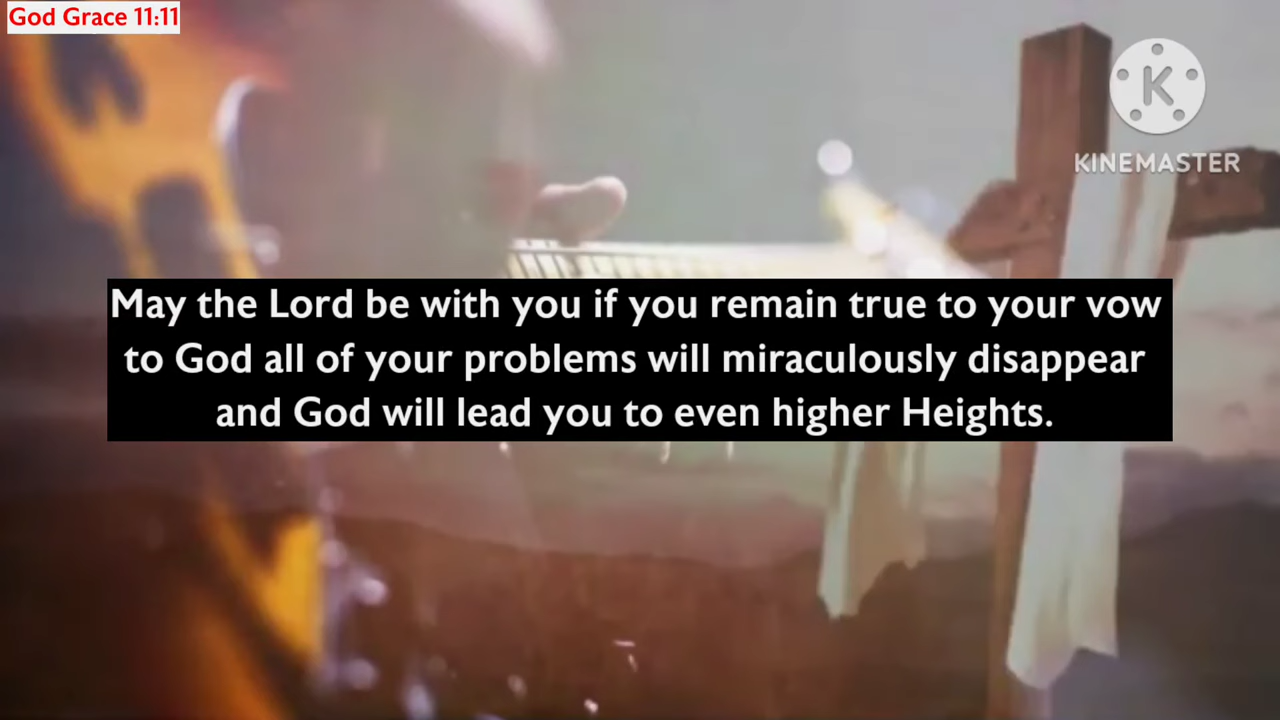 God Grace 11:11
K
KINEMASTER
May the Lord be with you if you remain true to your vow
to God all of your problems will miraculously disappear
and God will lead you to even higher Heights.